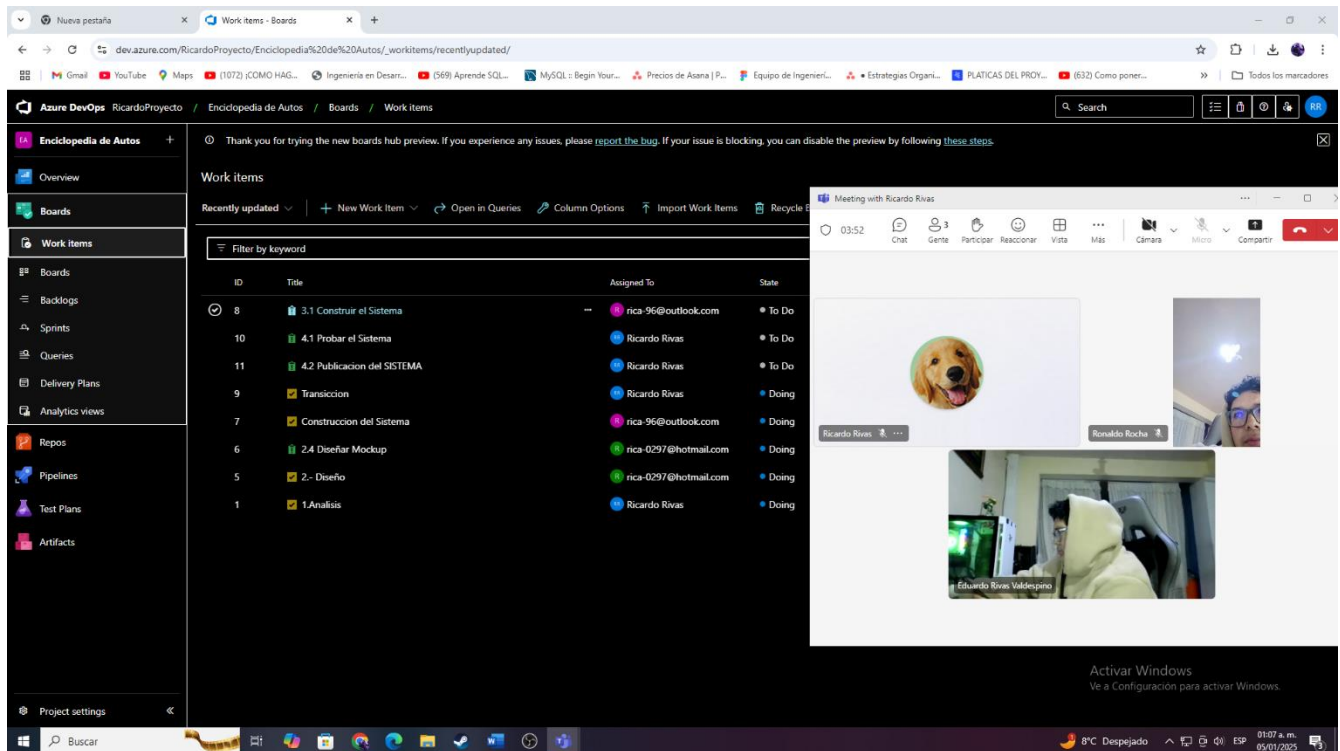 Nueva pestaña
Work items - Boards
dev.azure.com/RicardoProyecto/Enciclopedia%20de%20Autos/_workitems/recentlyupdated/
Gmail YouTube Maps (1072) ¡COMO HAG... Ingeniería en Desarr... (569) Aprende SQL... MySQL :: Begin Your... Precios de Asana | P... Equipo de Ingenierí... • Estrategias Organi... PLATICAS DEL PROY... (632) Como poner... » Todos los marcadores
Azure DevOps RicardoProyecto / Enciclopedia de Autos / Boards / Work items
Search
RR
EA Enciclopedia de Autos +
Thank you for trying the new boards hub preview. If you experience any issues, please report the bug. If your issue is blocking, you can disable the preview by following these steps.
Overview
Boards
Work items
Boards
Backlogs
Sprints
Queries
Delivery Plans
Analytics views
Repos
Pipelines
Test Plans
Artifacts
Project settings
Work items
Recently updated + New Work Item Open in Queries Column Options Import Work Items Recycle
Filter by keyword
ID Title Assigned To State
8 3.1 Construir el Sistema ... R rica-96@outlook.com To Do
10 4.1 Probar el Sistema Ricardo Rivas To Do
11 4.2 Publicacion del SISTEMA Ricardo Rivas To Do
9 Transiccion Ricardo Rivas Doing
7 Construccion del Sistema R rica-96@outlook.com Doing
6 2.4 Diseñar Mockup R rica-0297@hotmail.com Doing
5 2.- Diseño R rica-0297@hotmail.com Doing
1 1.Analisis Ricardo Rivas Doing
Meeting with Ricardo Rivas
03:52
Chat
3
Gente
Participar
Reaccionar
Vista
Más
Cámara
Micro
Compartir
Ricardo Rivas
Ronaldo Rocha
Eduardo Rivas Valdespino
Activar Windows
Ve a Configuración para activar Windows.
Buscar
8°C Despejado
ESP
01:07 a. m.
05/01/2025